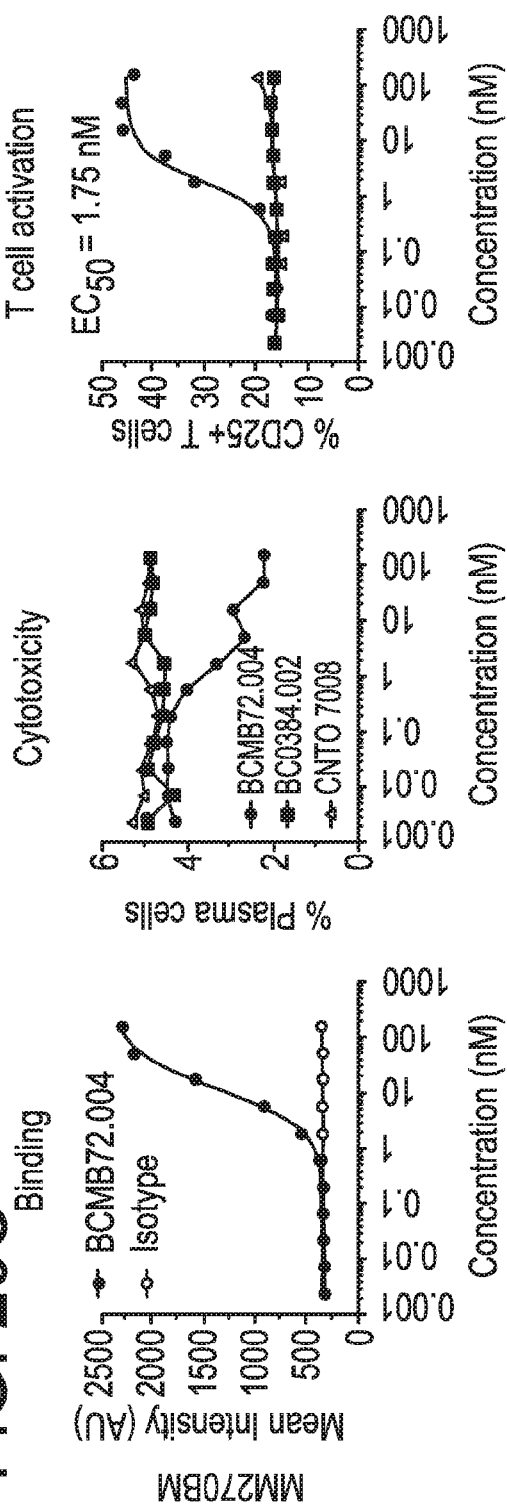 Binding
MM270BM
Mean Intensity (AU)
2500
2000
1500
1000
500
0
BCMB72.004
Isotype
0.001
0.01
0.1
1
10
100
1000
Concentration (nM)
Cytotoxicity
% Plasma cells
6
4
2
0
BCMB72.004
BC0384.002
CNTO 7008
0.001
0.01
0.1
1
10
100
1000
Concentration (nM)
T cell activation
EC50 = 1.75 nM
% CD25+ T cells
50
40
30
20
10
0
0.001
0.01
0.1
1
10
100
1000
Concentration (nM)